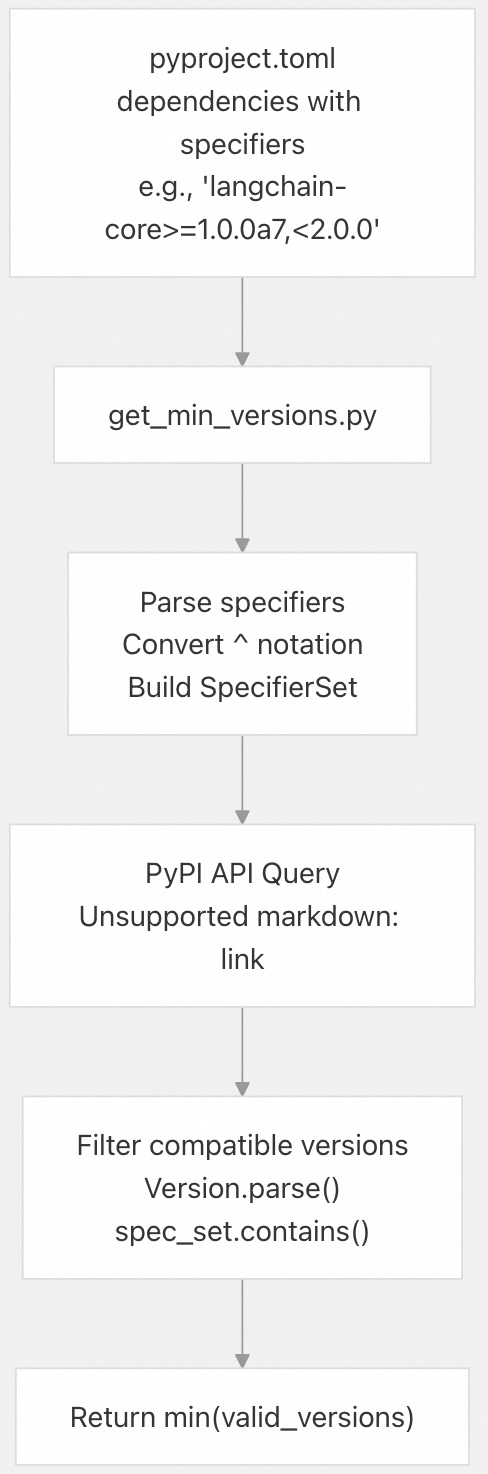 pyproject.toml
dependencies with
specifiers
e.g., 'langchain-
core>=1.0.0a7,<2.0.0'
get_min_versions.py
Parse specifiers
Convert ^ notation
Build SpecifierSet
PyPI API Query
Unsupported markdown:
link
Filter compatible versions
Version.parse()
spec_set.contains()
Return min(valid_versions)